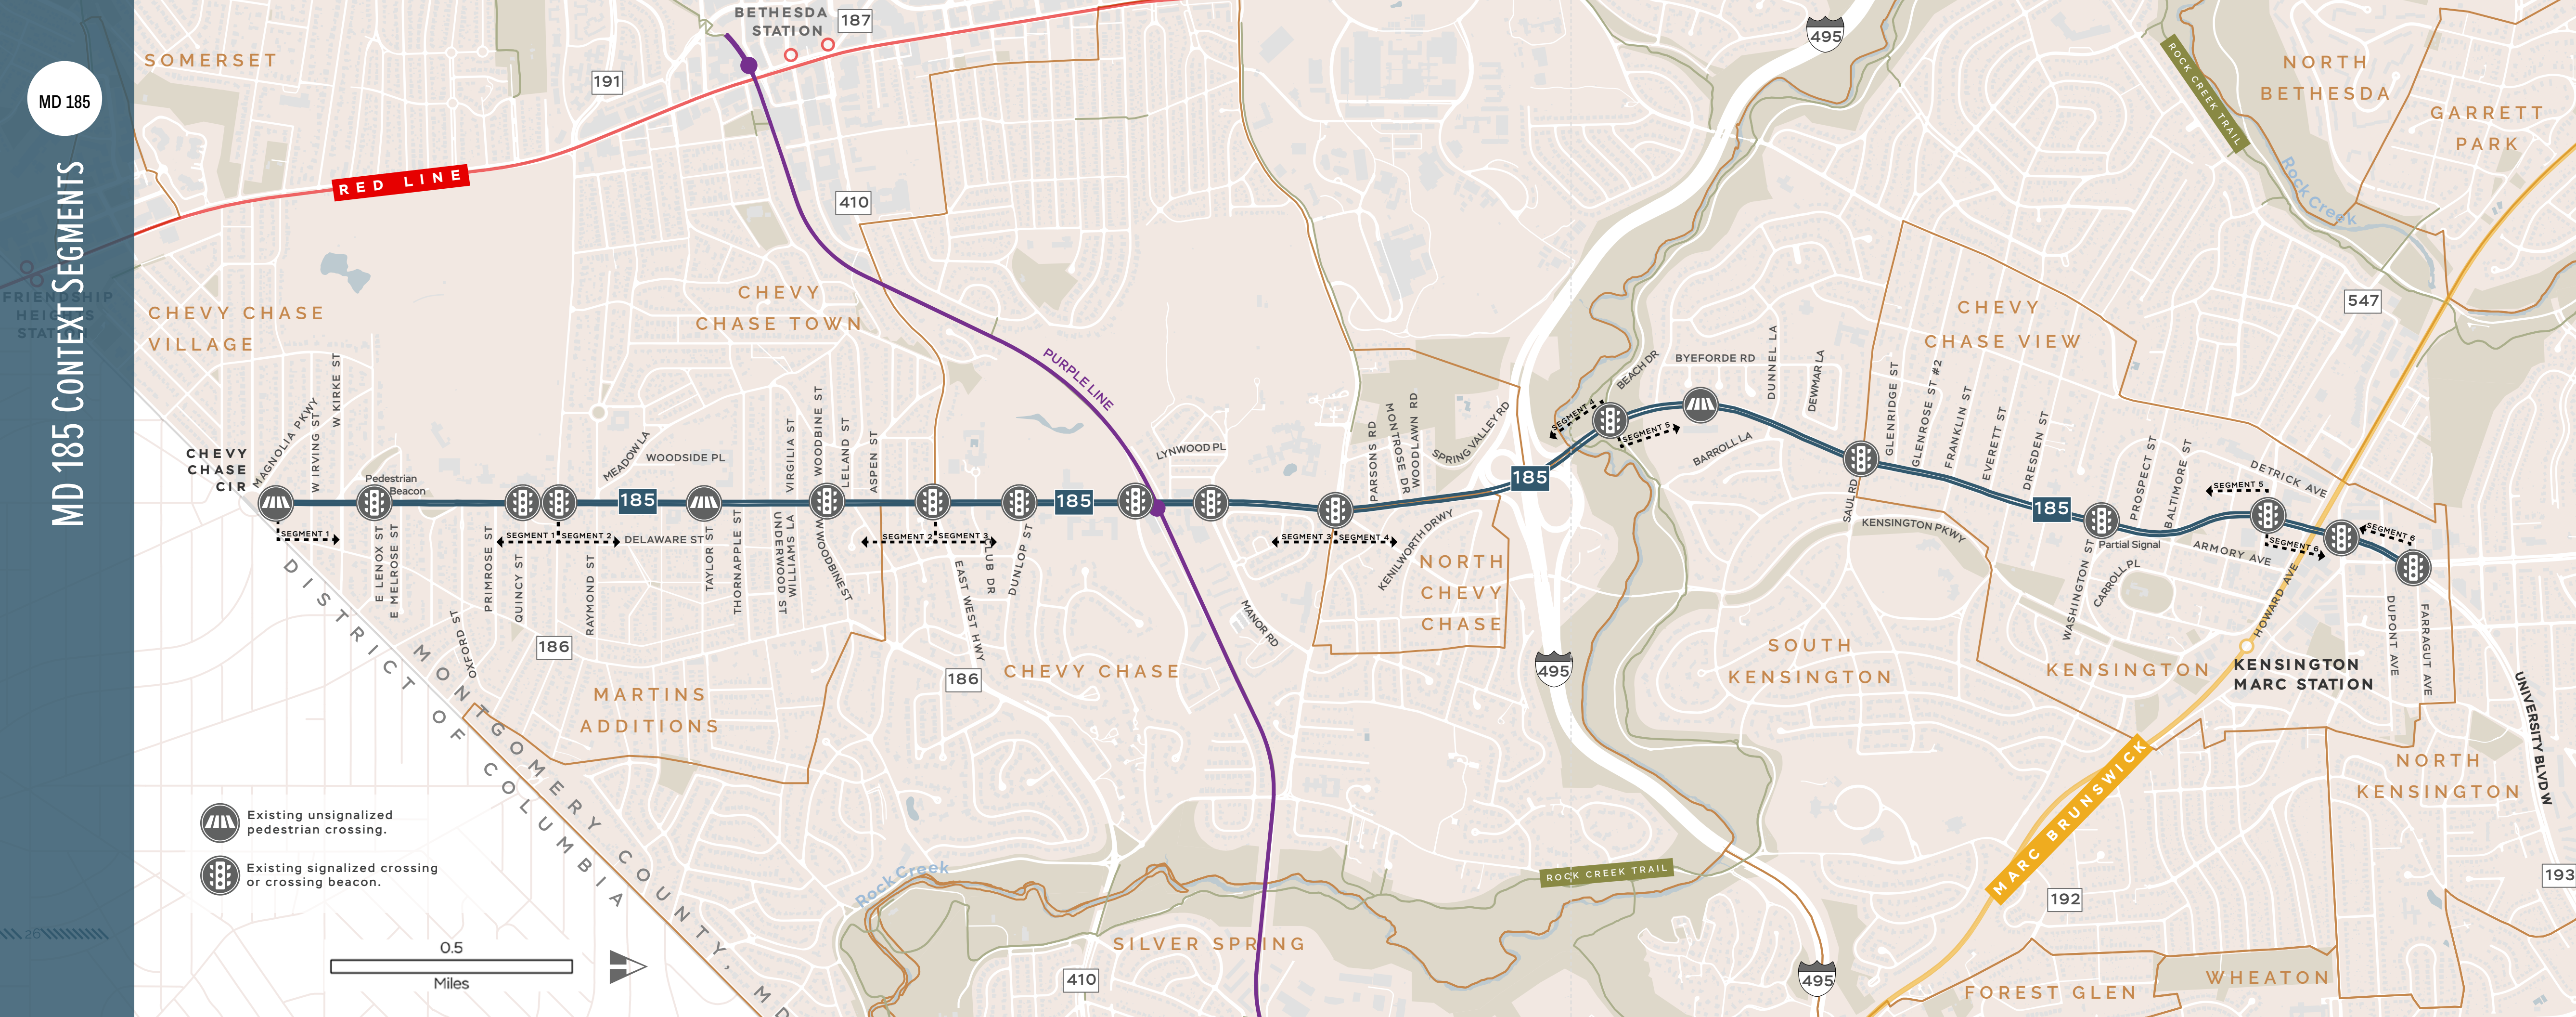 MD 185
MD 185 CONTEXT SEGMENTS
26
FRIENDSHIP
HEIGHTS
STATION
SOMERSET
191
BETHESDA
STATION
187
RED LINE
410
495
ROCK CREEK TRAIL
NORTH
BETHESDA
GARRETT
PARK
Rock Creek
547
CHEVY CHASE
VILLAGE
CHEVY
CHASE TOWN
PURPLE LINE
CHEVY
CHASE VIEW
CHEVY
CHASE
CIR
MAGNOLIA PKWY
W IRVING ST
W KIRKE ST
Pedestrian
Beacon
MEADOW LA
WOODSIDE PL
VIRGILIA ST
WOODBINE ST
LELAND ST
ASPEN ST
LYNWOOD PL
PARSONS RD
MONTROSE DR
WOODLAWN RD
SPRING VALLEY RD
BEACH DR
BYEFORDE RD
DUNNEL LA
DEWMAR LA
BARROLL LA
GLENRIDGE ST
GLENROSE ST #2
FRANKLIN ST
EVERETT ST
DRESDEN ST
PROSPECT ST
BALTIMORE ST
DETRICK AVE
185
185
185
185
SEGMENT 1
SEGMENT 1
SEGMENT 2
SEGMENT 2
SEGMENT 3
SEGMENT 3
SEGMENT 4
SEGMENT 4
SEGMENT 5
SEGMENT 5
SEGMENT 6
SEGMENT 6
E LENOX ST
E MELROSE ST
OXFORD ST
PRIMROSE ST
QUINCY ST
RAYMOND ST
DELAWARE ST
TAYLOR ST
THORNAPPLE ST
UNDERWOOD ST
WILLIAMS LA
WOODBINE ST
EAST WEST HWY
DUNLOP ST
MANOR RD
KENILWORTH DRWY
SAUL RD
KENSINGTON PKWY
WASHINGTON ST
Partial Signal
CARROLL PL
ARMORY AVE
HOWARD AVE
DUPONT AVE
FARRAGUT AVE
UNIVERSITY BLVD W
186
186
MARTINS
ADDITIONS
CHEVY CHASE
NORTH
CHEVY
CHASE
495
SOUTH
KENSINGTON
KENSINGTON
KENSINGTON
MARC STATION
NORTH
KENSINGTON
MARC BRUNSWICK
192
193
DISTRICT OF COLUMBIA
MONTGOMERY COUNTY, MD
Rock Creek
ROCK CREEK TRAIL
SILVER SPRING
410
495
FOREST GLEN
WHEATON
Existing unsignalized
pedestrian crossing.
Existing signalized crossing
or crossing beacon.
0.5
Miles